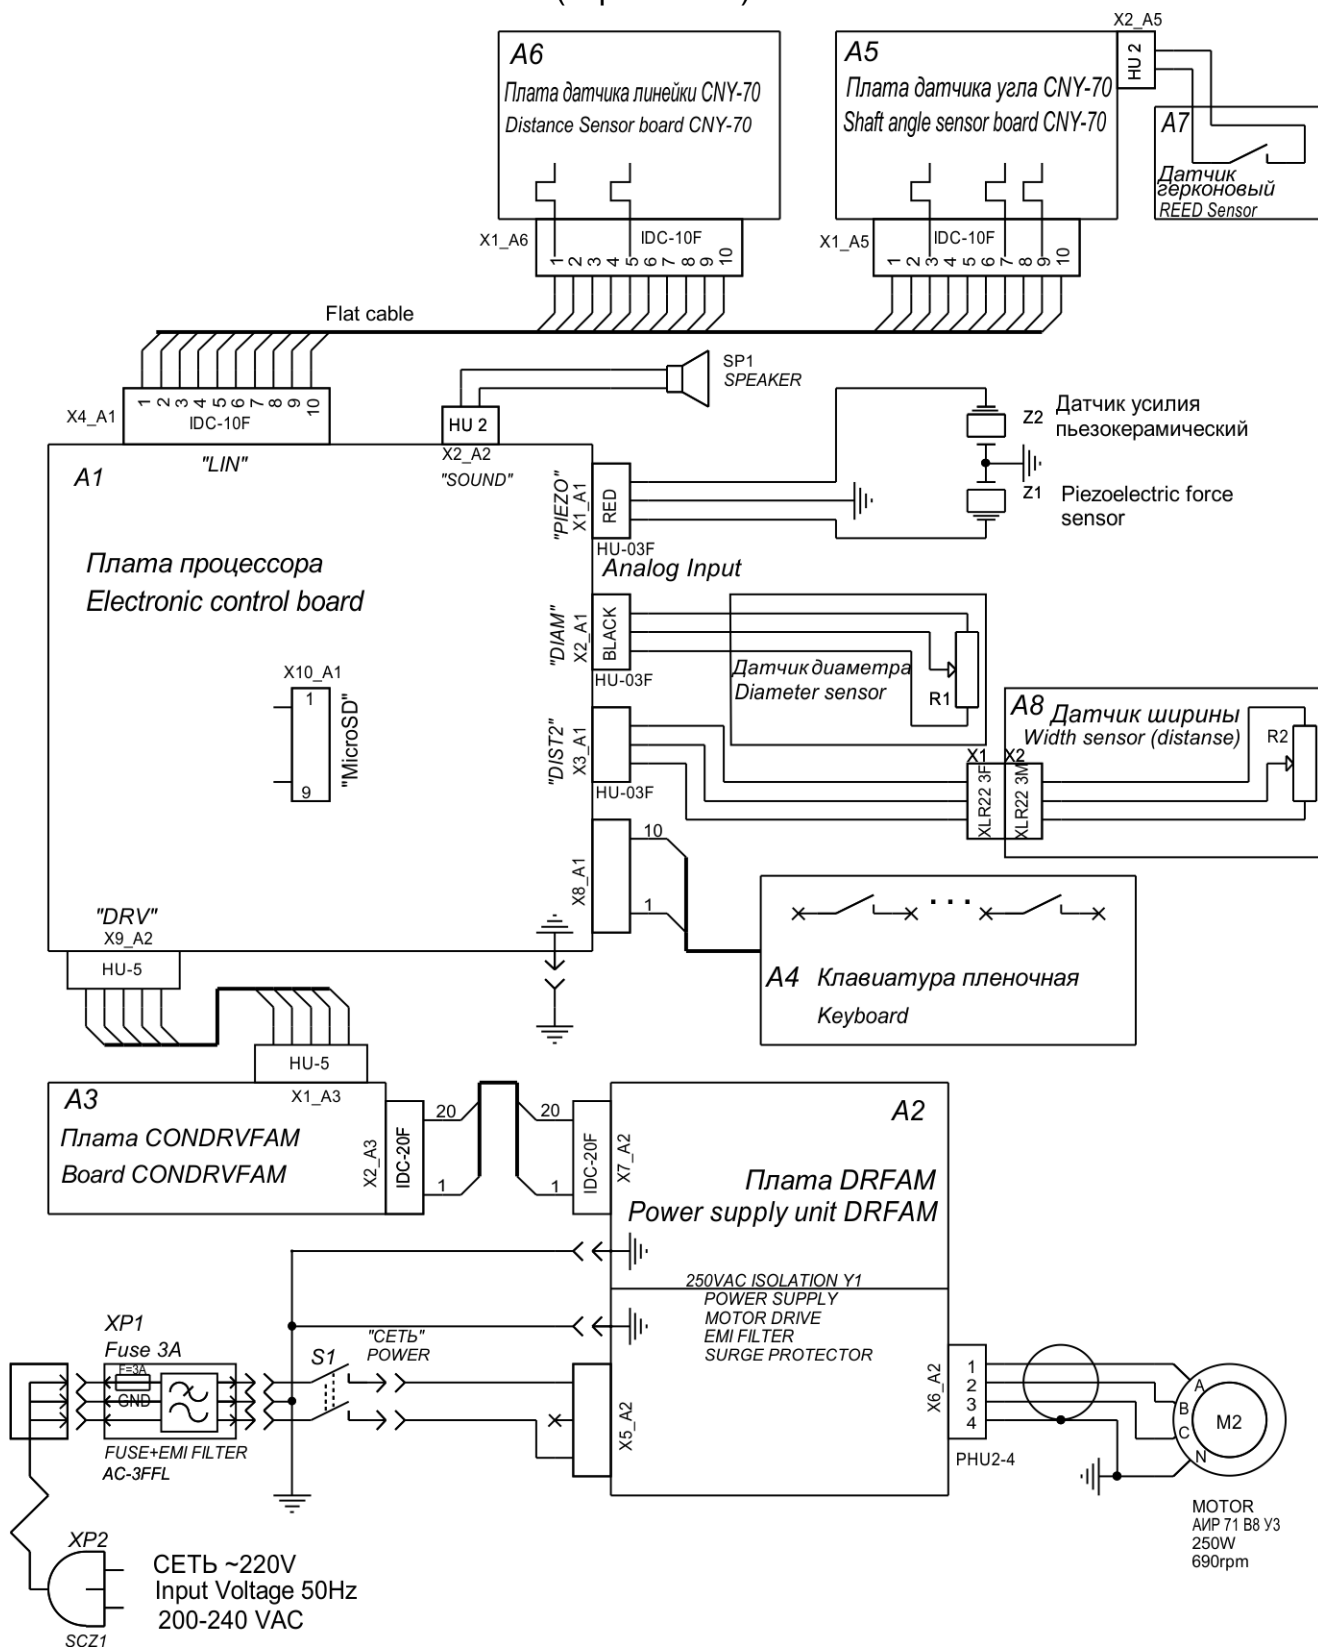 X2_A5
A6
Плата датчика линейки CNY-70
Distance Sensor board CNY-70
A5
Плата датчика угла CNY-70
Shaft angle sensor board CNY-70
HU 2
A7
Датчик
герконовый
REED Sensor
X1_A6
IDC-10F
1 2 3 4 5 6 7 8 9 10
X1_A5
IDC-10F
1 2 3 4 5 6 7 8 9 10
Flat cable
SP1
SPEAKER
X4_A1
1 2 3 4 5 6 7 8 9 10
IDC-10F
HU 2
X2_A2
"SOUND"
"LIN"
A1
Z2
Датчик усилия
пьезокерамический
Z1
Piezoelectric force
sensor
"PIEZO"
X1_A1
RED
HU-03F
Analog Input
Плата процессора
Electronic control board
"DIAM"
X2_A1
BLACK
HU-03F
Датчик диаметра
Diameter sensor
R1
X10_A1
1
9
"MicroSD"
"DIST2"
X3_A1
HU-03F
A8
Датчик ширины
Width sensor (distanse)
R2
X1
X2
XLR22 3F
XLR22 3M
X8_A1
10
1
"DRV"
X9_A2
HU-5
. . .
A4
Клавиатура пленочная
Keyboard
HU-5
X1_A3
A3
Плата CONDRVFAM
Board CONDRVFAM
X2_A3
IDC-20F
20
1
20
1
IDC-20F
X7_A2
A2
Плата DRFAM
Power supply unit DRFAM
250VAC ISOLATION Y1
POWER SUPPLY
MOTOR DRIVE
EMI FILTER
SURGE PROTECTOR
XP1
Fuse 3A
F=3A
GND
FUSE+EMI FILTER
AC-3FFL
S1
"СЕТЬ"
POWER
X5_A2
X6_A2
1
2
3
4
PHU2-4
A
B
C
N
M2
MOTOR
АИР 71 В8 У3
250W
690rpm
XP2
SCZ1
СЕТЬ ~220V
Input Voltage 50Hz
200-240 VAC